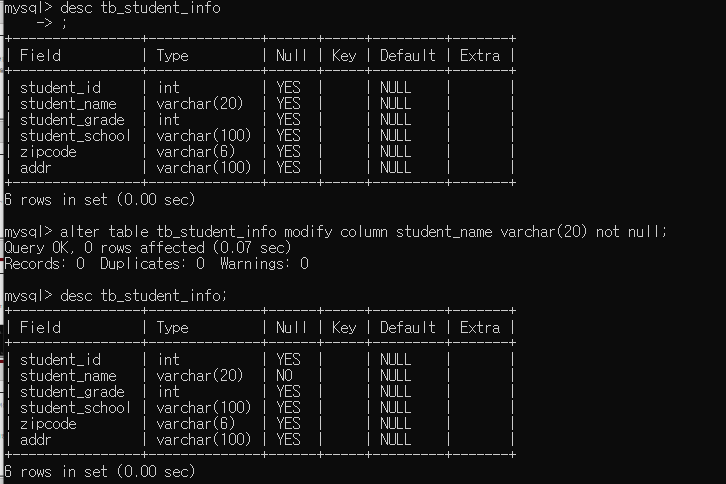 mysql> desc tb_student_info
    -> ;
+----------------+--------------+------+-----+---------+-------+
| Field          | Type         | Null | Key | Default | Extra |
+----------------+--------------+------+-----+---------+-------+
| student_id     | int          | YES  |     | NULL    |       |
| student_name   | varchar(20)  | YES  |     | NULL    |       |
| student_grade  | int          | YES  |     | NULL    |       |
| student_school | varchar(100) | YES  |     | NULL    |       |
| zipcode        | varchar(6)   | YES  |     | NULL    |       |
| addr           | varchar(100) | YES  |     | NULL    |       |
+----------------+--------------+------+-----+---------+-------+
6 rows in set (0.00 sec)
mysql> alter table tb_student_info modify column student_name varchar(20) not null;
Query OK, 0 rows affected (0.07 sec)
Records: 0  Duplicates: 0  Warnings: 0
mysql> desc tb_student_info;
+----------------+--------------+------+-----+---------+-------+
| Field          | Type         | Null | Key | Default | Extra |
+----------------+--------------+------+-----+---------+-------+
| student_id     | int          | YES  |     | NULL    |       |
| student_name   | varchar(20)  | NO   |     | NULL    |       |
| student_grade  | int          | YES  |     | NULL    |       |
| student_school | varchar(100) | YES  |     | NULL    |       |
| zipcode        | varchar(6)   | YES  |     | NULL    |       |
| addr           | varchar(100) | YES  |     | NULL    |       |
+----------------+--------------+------+-----+---------+-------+
6 rows in set (0.00 sec)